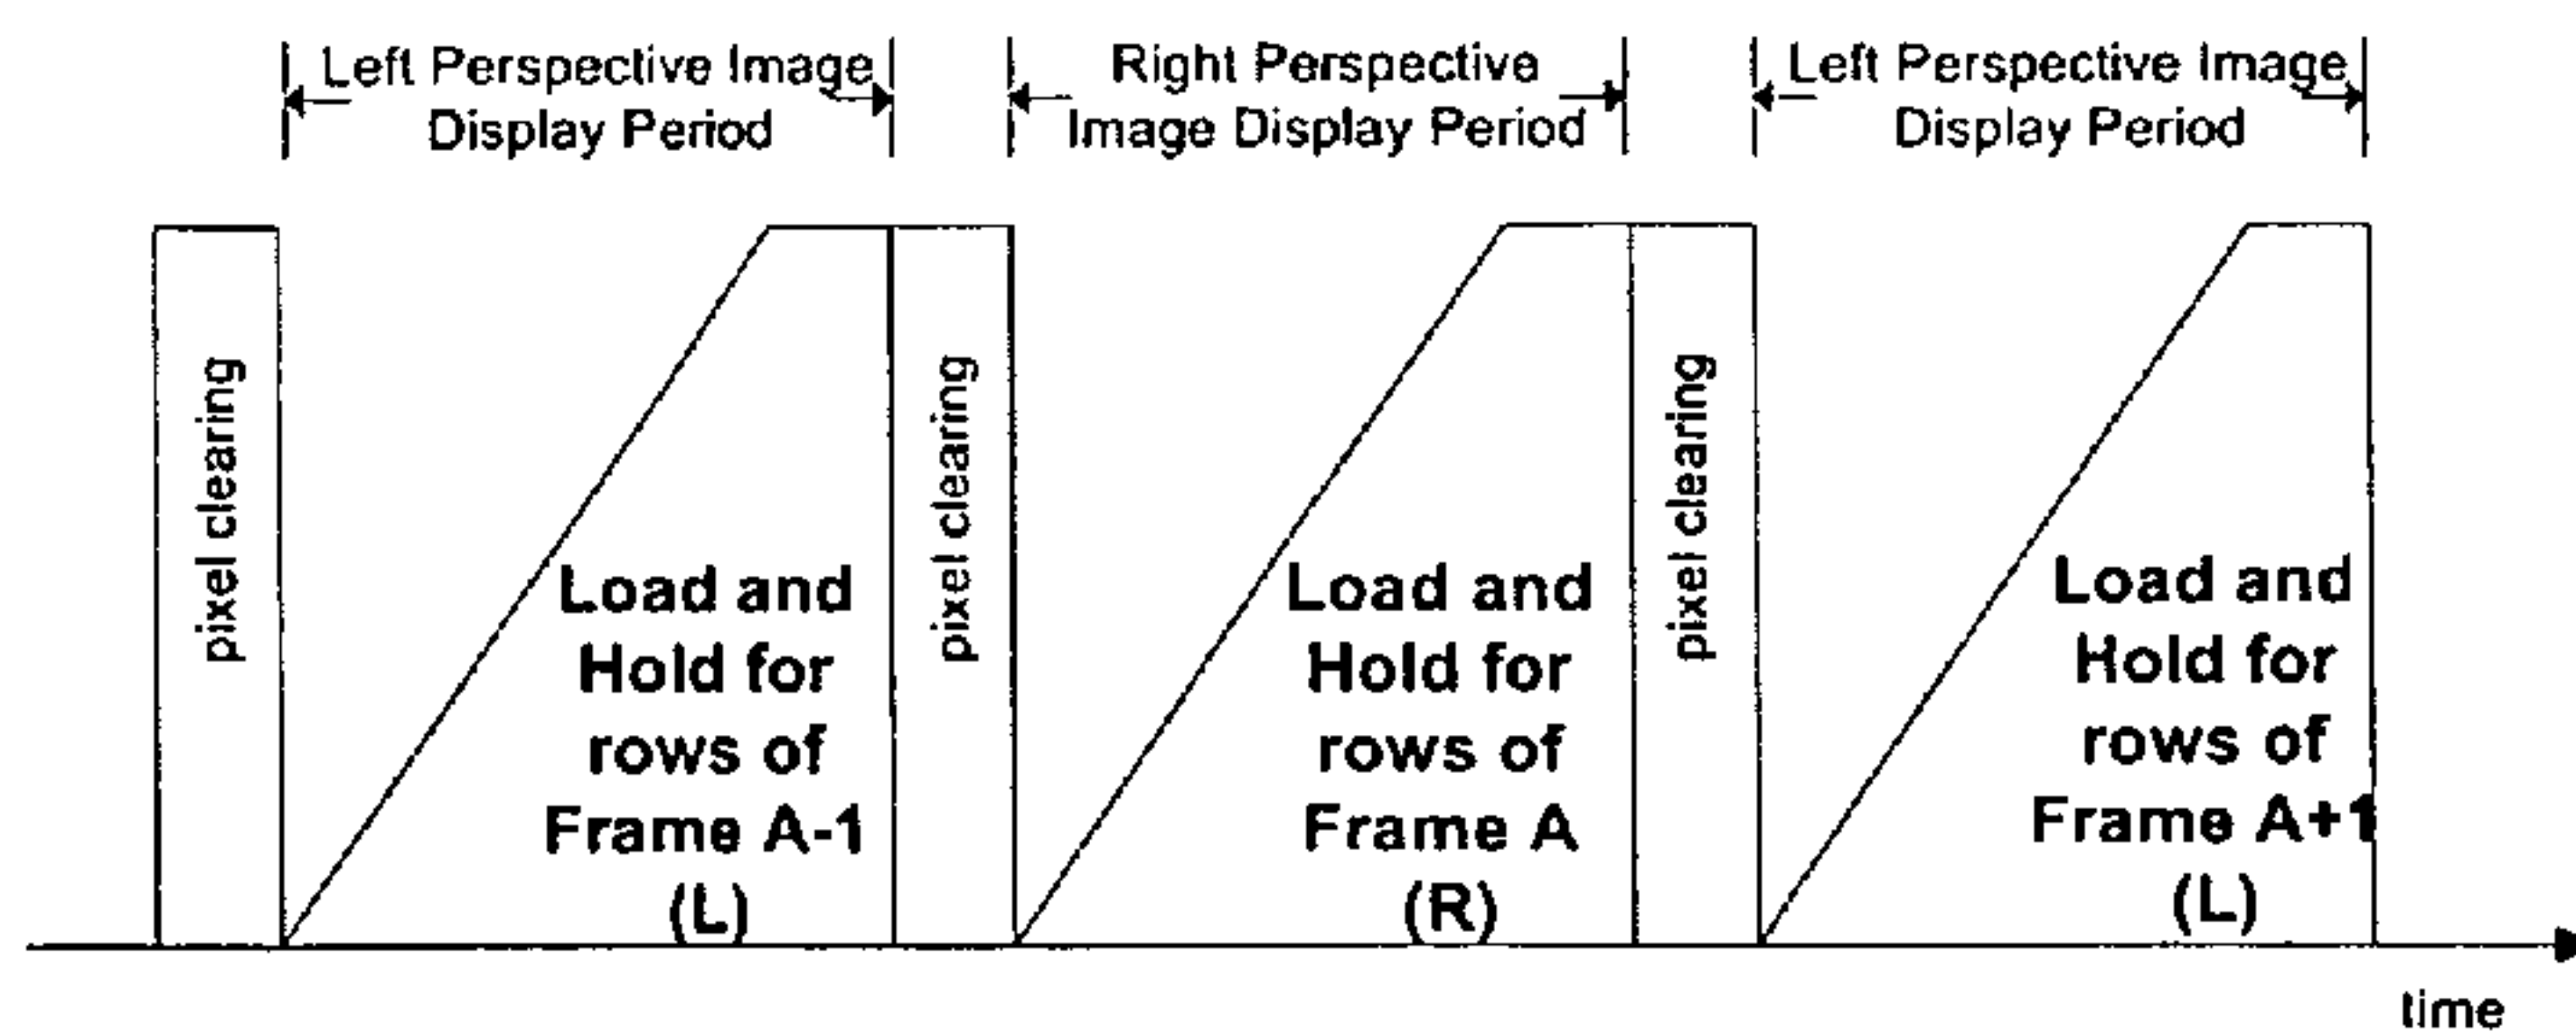 Left Perspective Image
Display Period
Right Perspective
Image Display Period
Left Perspective Image
Display Period
pixel clearing
Load and
Hold for
rows of
Frame A-1
(L)
pixel clearing
Load and
Hold for
rows of
Frame A
(R)
pixel clearing
Load and
Hold for
rows of
Frame A+1
(L)
time